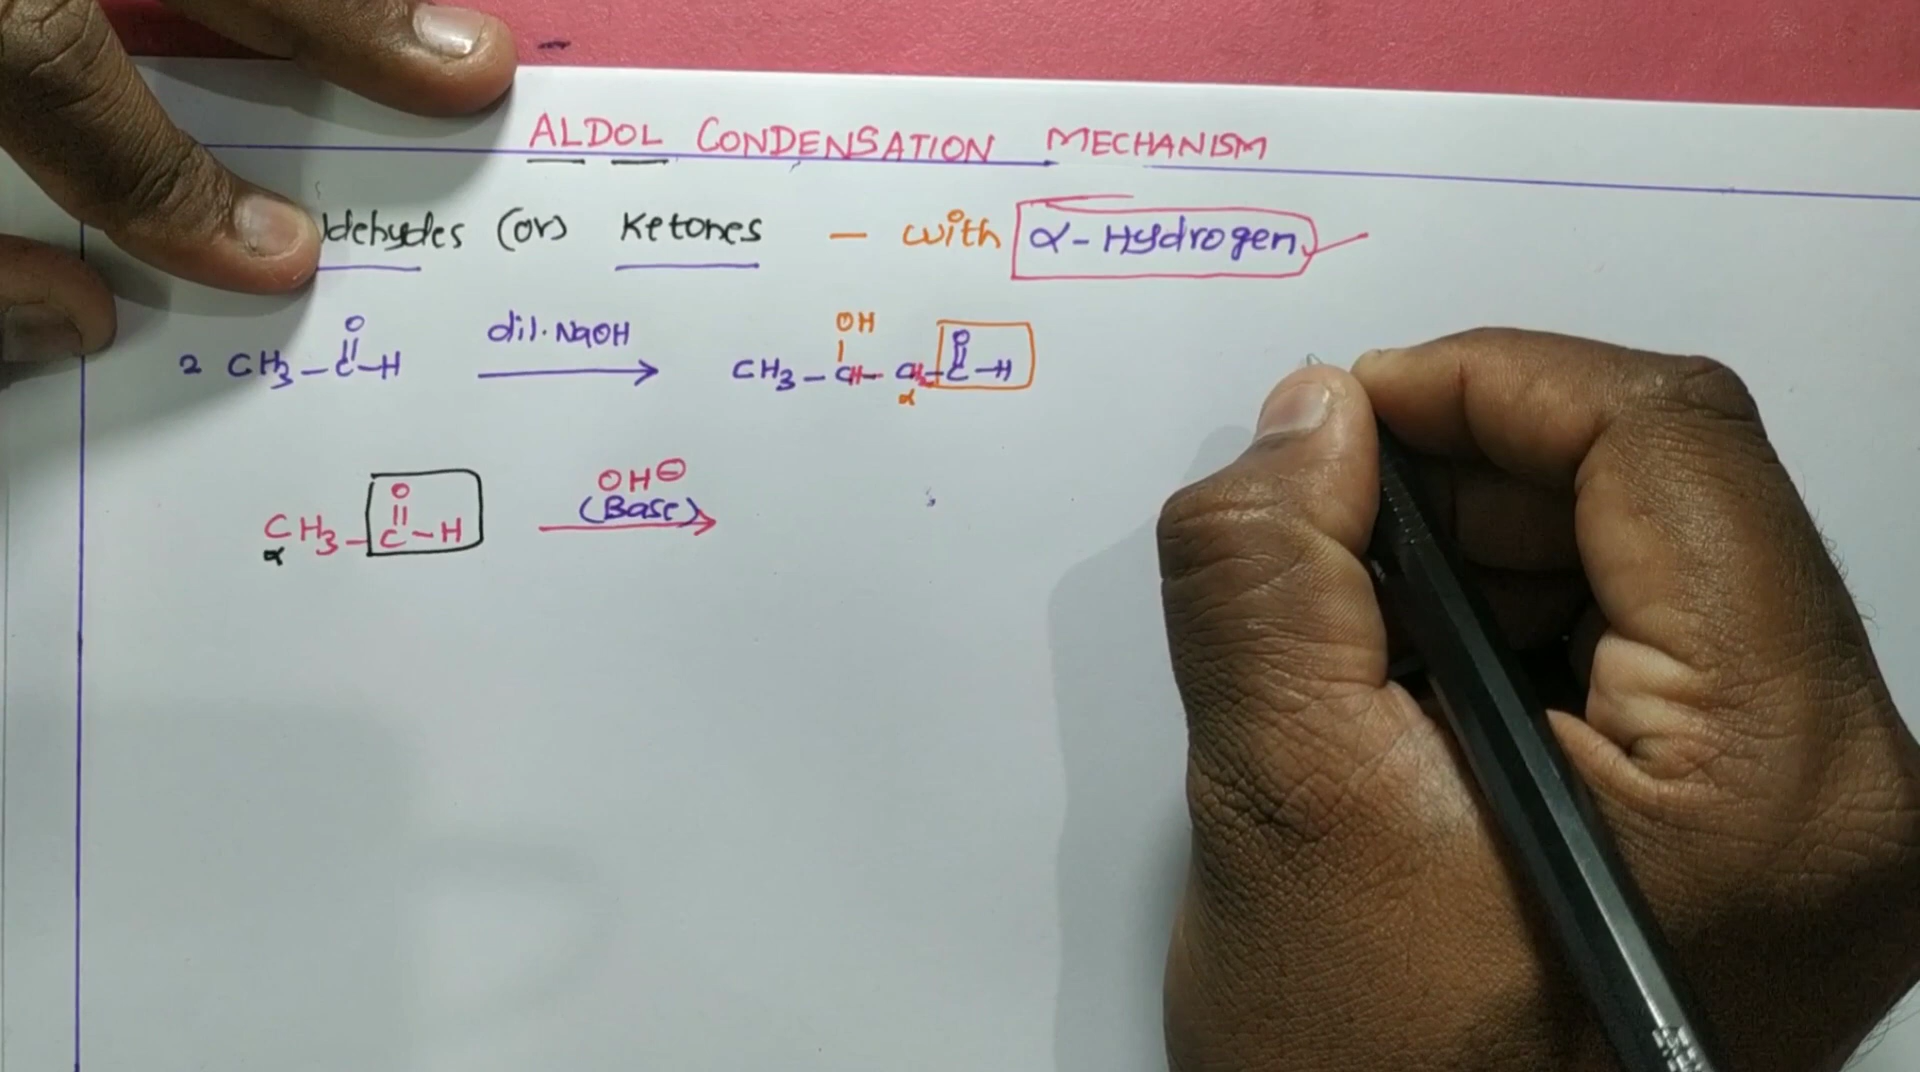 ALDOL CONDENSATION MECHANISM
ldehydes (or) Ketones - with α-Hydrogen
O OH O
2 CH3-C-H dil. NaOH CH3-CH-CH2-C-H
α
O OH⊖
CH3-C-H (Base)
α